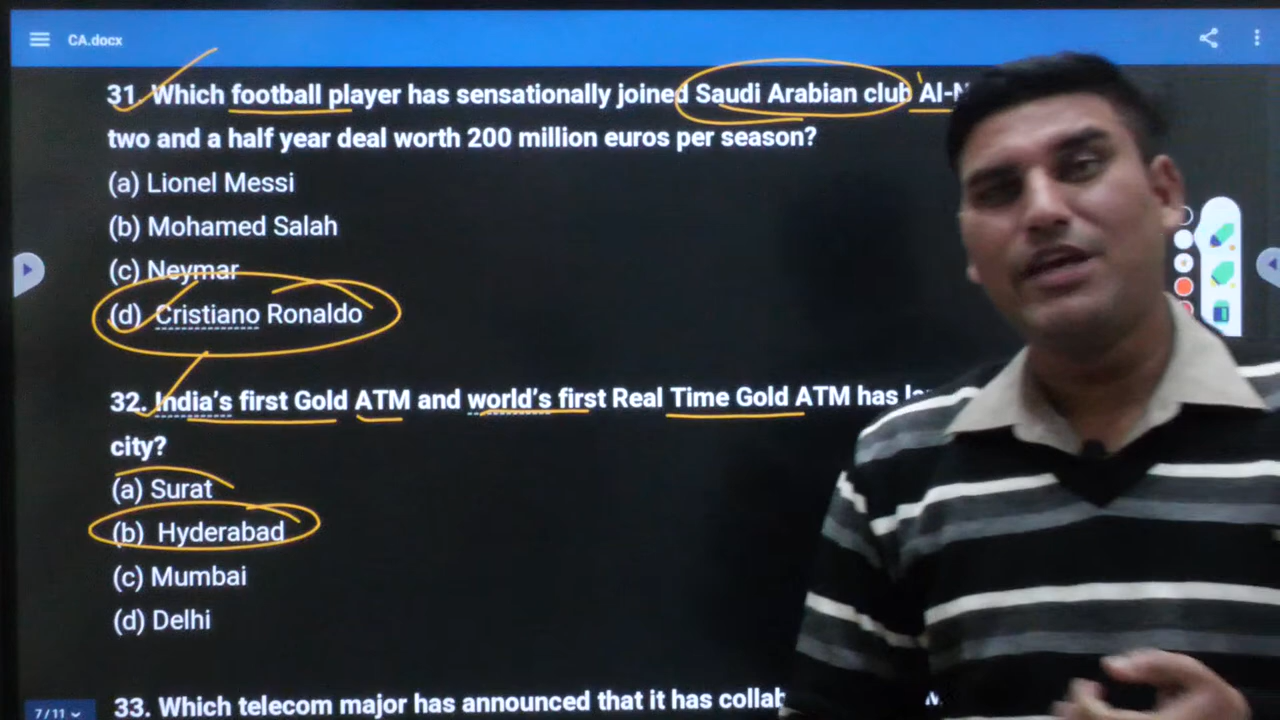 CA.docx
31. Which football player has sensationally joined Saudi Arabian club Al-N
two and a half year deal worth 200 million euros per season?
(a) Lionel Messi
(b) Mohamed Salah
(c) Neymar
(d) Cristiano Ronaldo
32. India's first Gold ATM and world's first Real Time Gold ATM has
city?
(a) Surat
(b) Hyderabad
(c) Mumbai
(d) Delhi
33. Which telecom major has announced that it has collab
7/11